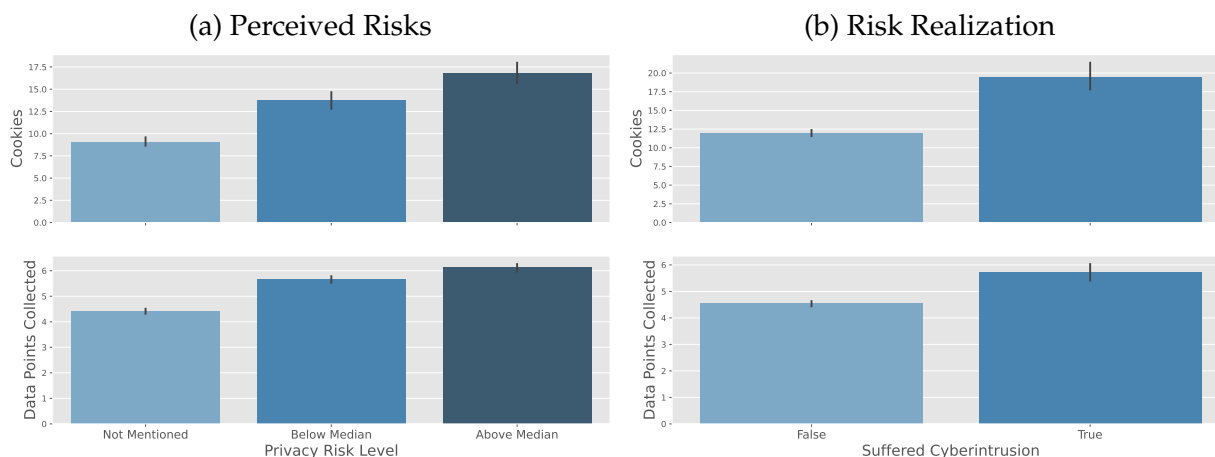 (a) Perceived Risks
17.5
15.0
12.5
10.0
7.5
5.0
2.5
0.0
Cookies
6
5
4
3
2
1
0
Data Points Collected
Not Mentioned
Below Median
Above Median
Privacy Risk Level
(b) Risk Realization
20.0
17.5
15.0
12.5
10.0
7.5
5.0
2.5
0.0
Cookies
6
5
4
3
2
1
0
Data Points Collected
False
True
Suffered Cyberintrusion